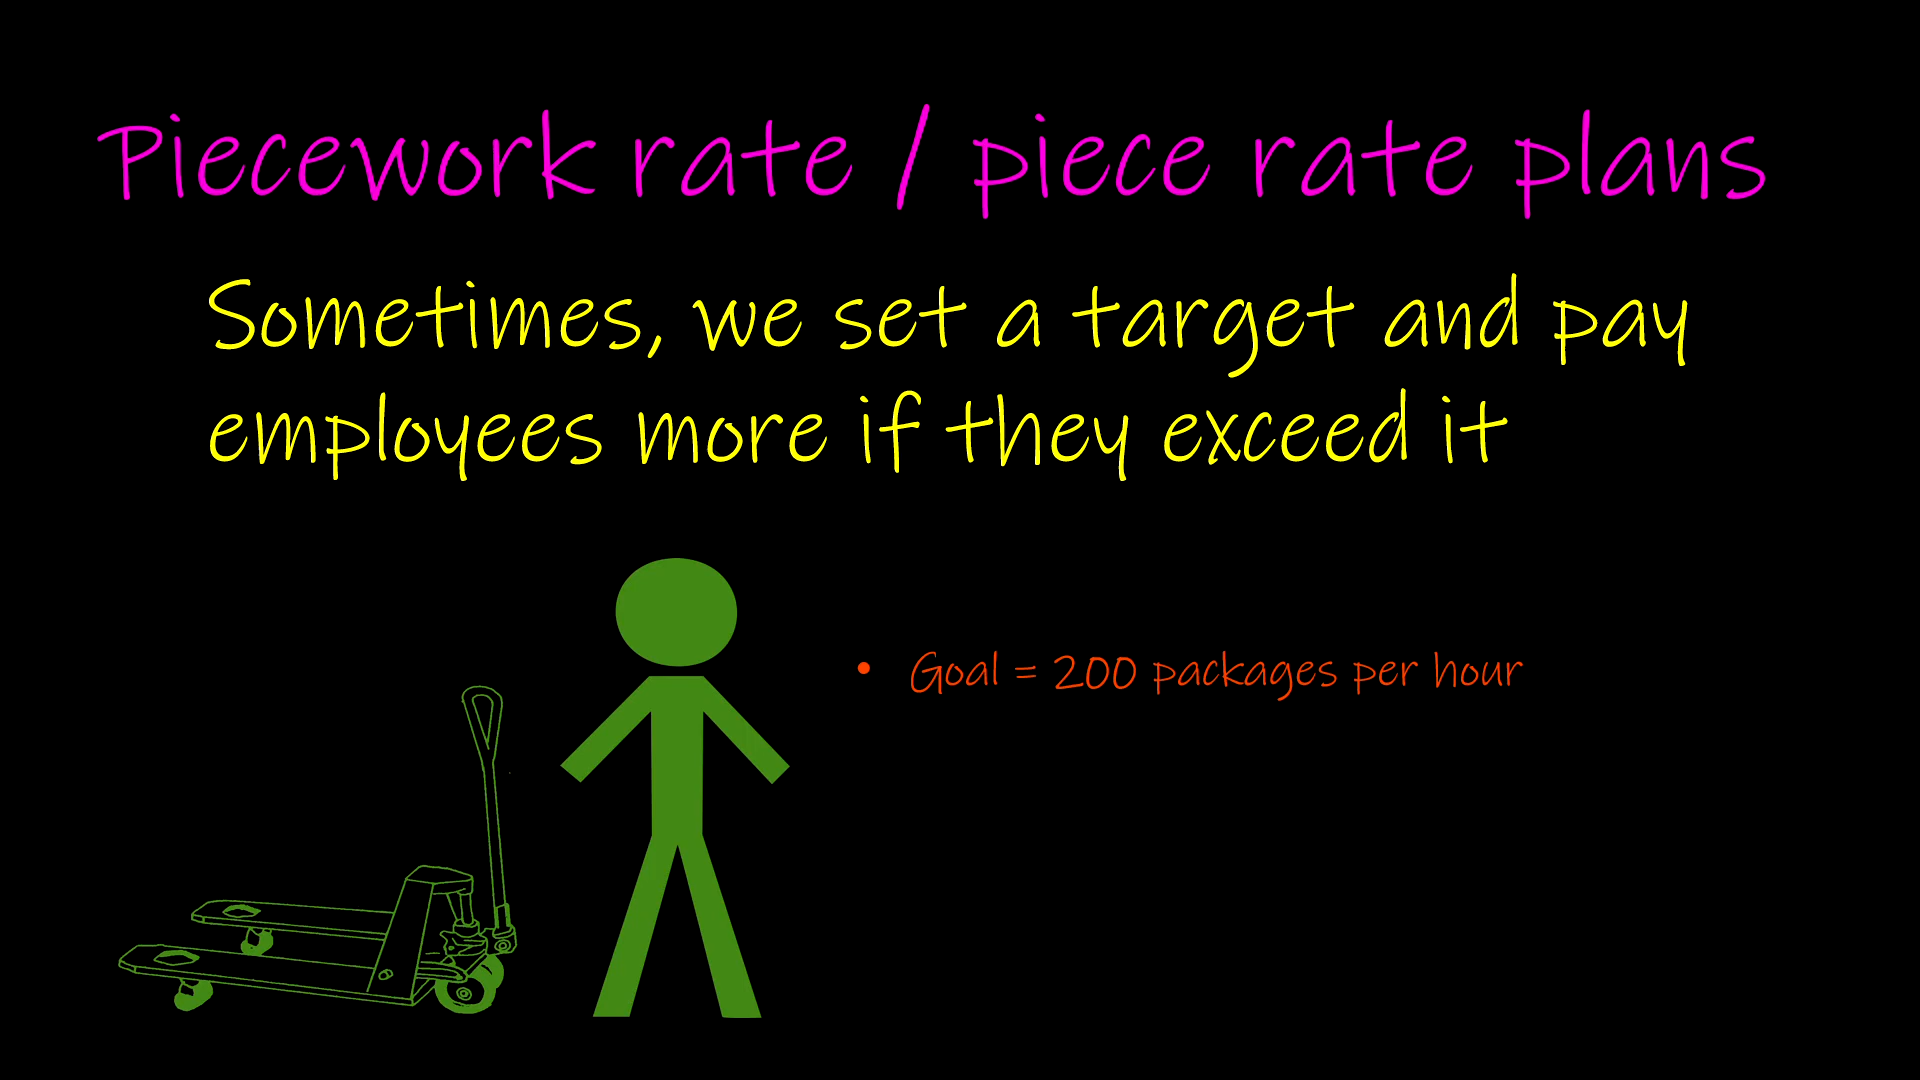 Piecework rate / piece rate plans
Sometimes, we set a target and pay
employees more if they exceed it
• Goal = 200 packages per hour